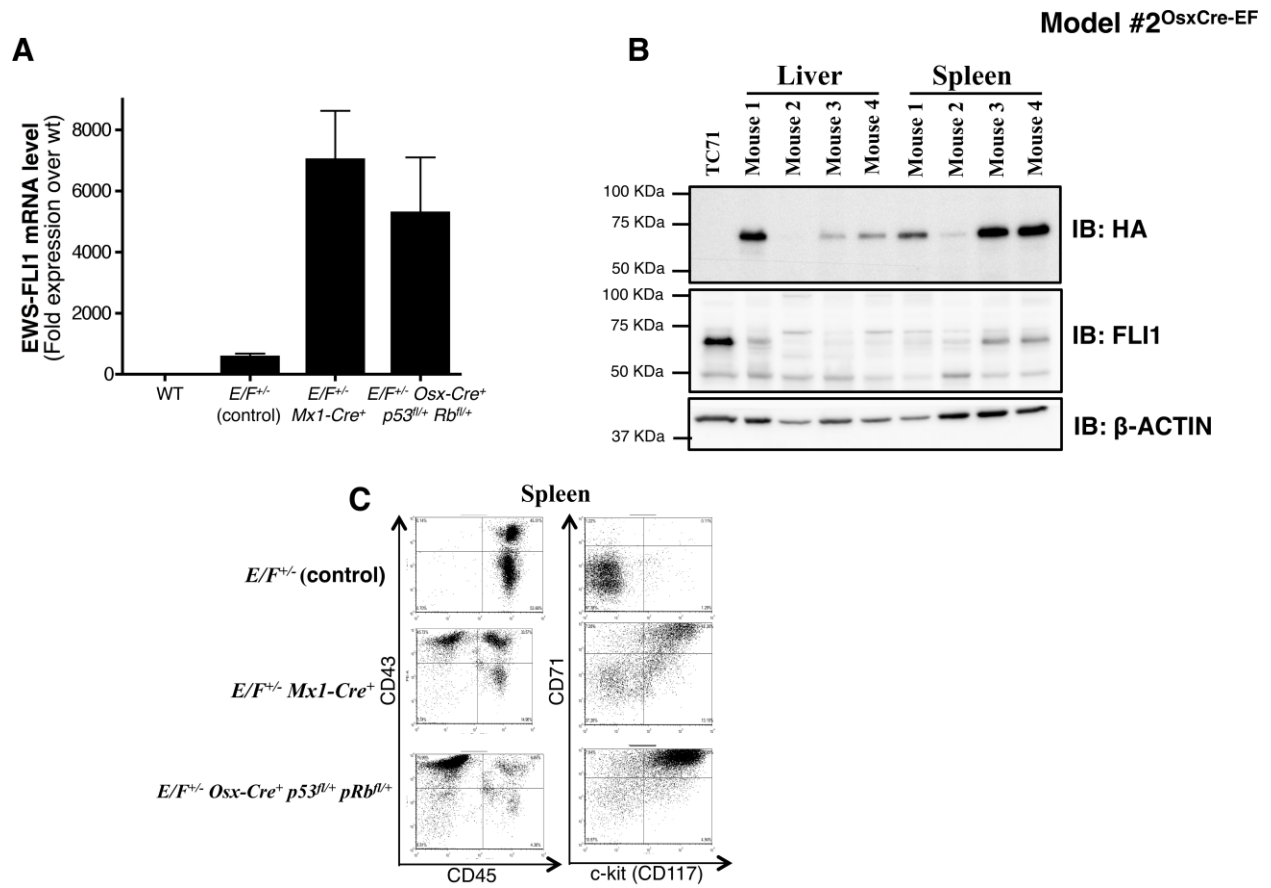 Model #2OsxCre-EF
A
EWS-FLI1 mRNA level
(Fold expression over wt)
8000
6000
4000
2000
0
WT
E/F+/-
(control)
E/F+/-
Mx1-Cre+
E/F+/- Osx-Cre+
p53fl/+ Rbfl/+
B
Liver
Spleen
TC71
Mouse 1
Mouse 2
Mouse 3
Mouse 4
Mouse 1
Mouse 2
Mouse 3
Mouse 4
100 KDa
75 KDa
50 KDa
IB: HA
100 KDa
75 KDa
50 KDa
IB: FLI1
37 KDa
IB: β-ACTIN
C
Spleen
E/F+/- (control)
E/F+/- Mx1-Cre+
E/F+/- Osx-Cre+ p53fl/+ pRbfl/+
CD43
CD45
CD71
c-kit (CD117)